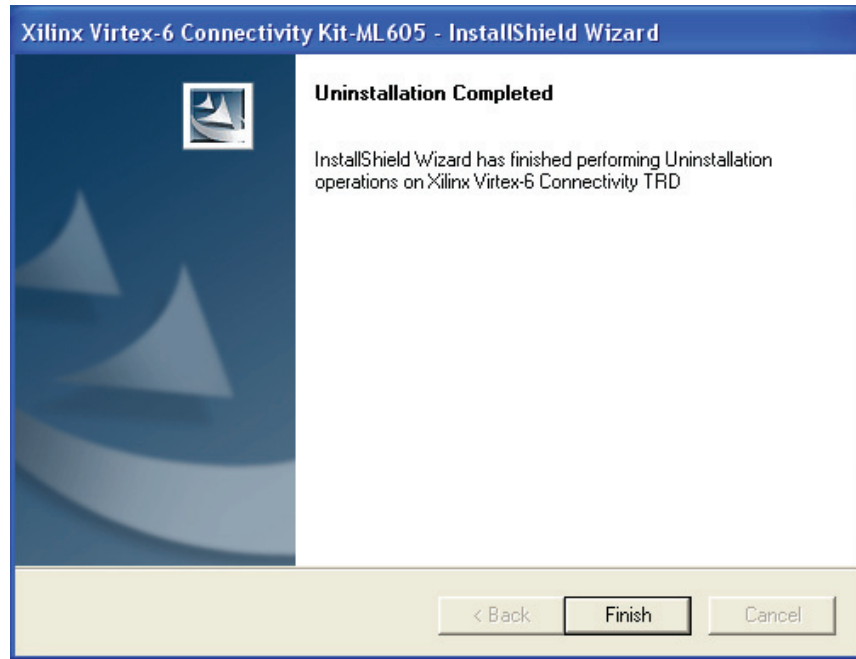 Xilinx Virtex-6 Connectivity Kit-ML605 - InstallShield Wizard
Uninstallation Completed
InstallShield Wizard has finished performing Uninstallation
operations on Xilinx Virtex-6 Connectivity TRD
< Back
Finish
Cancel